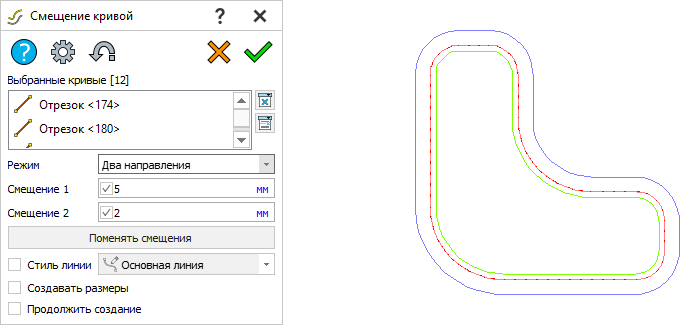 Смещение кривой ? ×
?
Выбранные кривые [12]
Отрезок <174>
Отрезок <180>
Режим Два направления
Смещение 1 5 мм
Смещение 2 2 мм
Поменять смещения
Стиль линии Основная линия
Создавать размеры
Продолжить создание